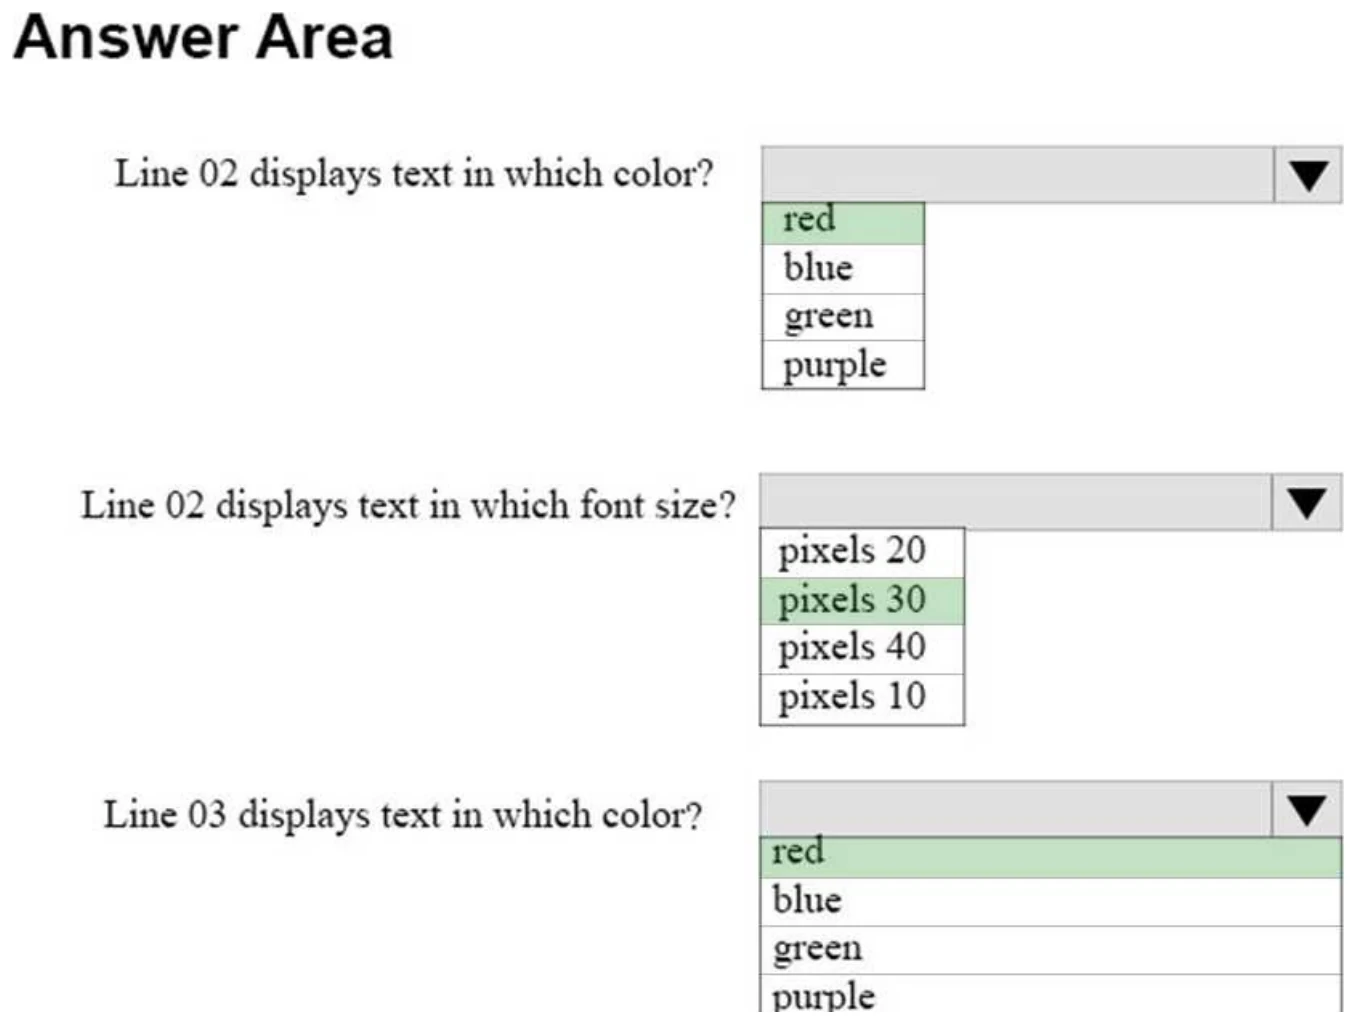 Answer Area
Line 02 displays text in which color?
red
blue
green
purple
Line 02 displays text in which font size?
pixels 20
pixels 30
pixels 40
pixels 10
Line 03 displays text in which color?
red
blue
green
purple